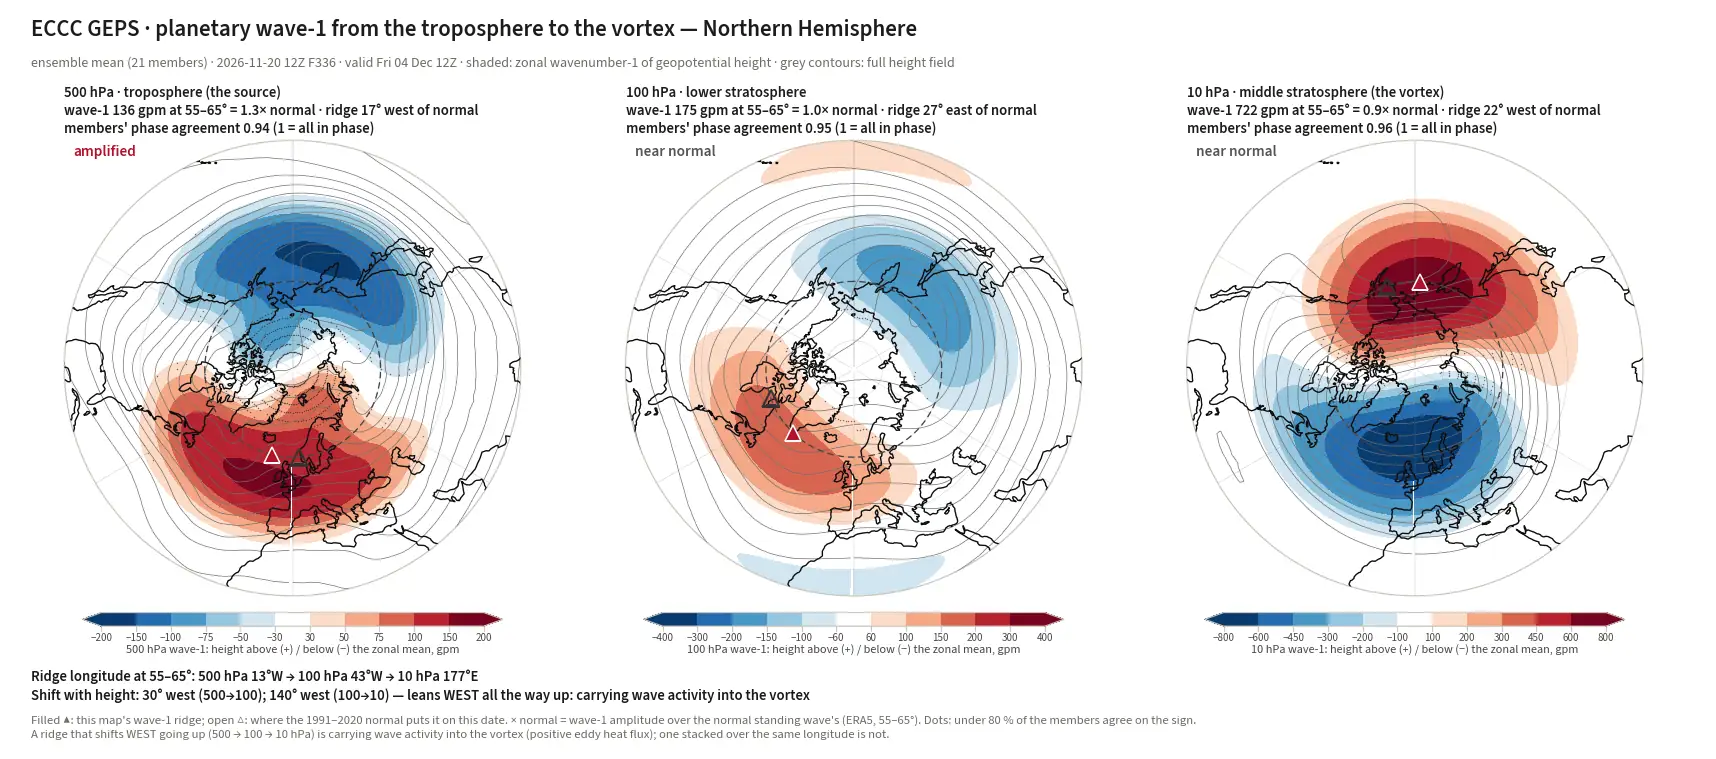 ECCC GEPS · planetary wave-1 from the troposphere to the vortex — Northern Hemisphere
ensemble mean (21 members) · 2026-11-20 12Z F336 · valid Fri 04 Dec 12Z · shaded: zonal wavenumber-1 of geopotential height · grey contours: full height field
500 hPa · troposphere (the source)
wave-1 136 gpm at 55–65° = 1.3× normal · ridge 17° west of normal
members' phase agreement 0.94 (1 = all in phase)
amplified
100 hPa · lower stratosphere
wave-1 175 gpm at 55–65° = 1.0× normal · ridge 27° east of normal
members' phase agreement 0.95 (1 = all in phase)
near normal
10 hPa · middle stratosphere (the vortex)
wave-1 722 gpm at 55–65° = 0.9× normal · ridge 22° west of normal
members' phase agreement 0.96 (1 = all in phase)
near normal
−200 −150 −100 −75 −50 −30 30 50 75 100 150 200
500 hPa wave-1: height above (+) / below (−) the zonal mean, gpm
−400 −300 −200 −150 −100 −60 60 100 150 200 300 400
100 hPa wave-1: height above (+) / below (−) the zonal mean, gpm
−800 −600 −450 −300 −200 −100 100 200 300 450 600 800
10 hPa wave-1: height above (+) / below (−) the zonal mean, gpm
Ridge longitude at 55–65°: 500 hPa 13°W → 100 hPa 43°W → 10 hPa 177°E
Shift with height: 30° west (500→100); 140° west (100→10) — leans WEST all the way up: carrying wave activity into the vortex
Filled ▲: this map's wave-1 ridge; open △: where the 1991–2020 normal puts it on this date. × normal = wave-1 amplitude over the normal standing wave's (ERA5, 55–65°). Dots: under 80 % of the members agree on the sign.
A ridge that shifts WEST going up (500 → 100 → 10 hPa) is carrying wave activity into the vortex (positive eddy heat flux); one stacked over the same longitude is not.